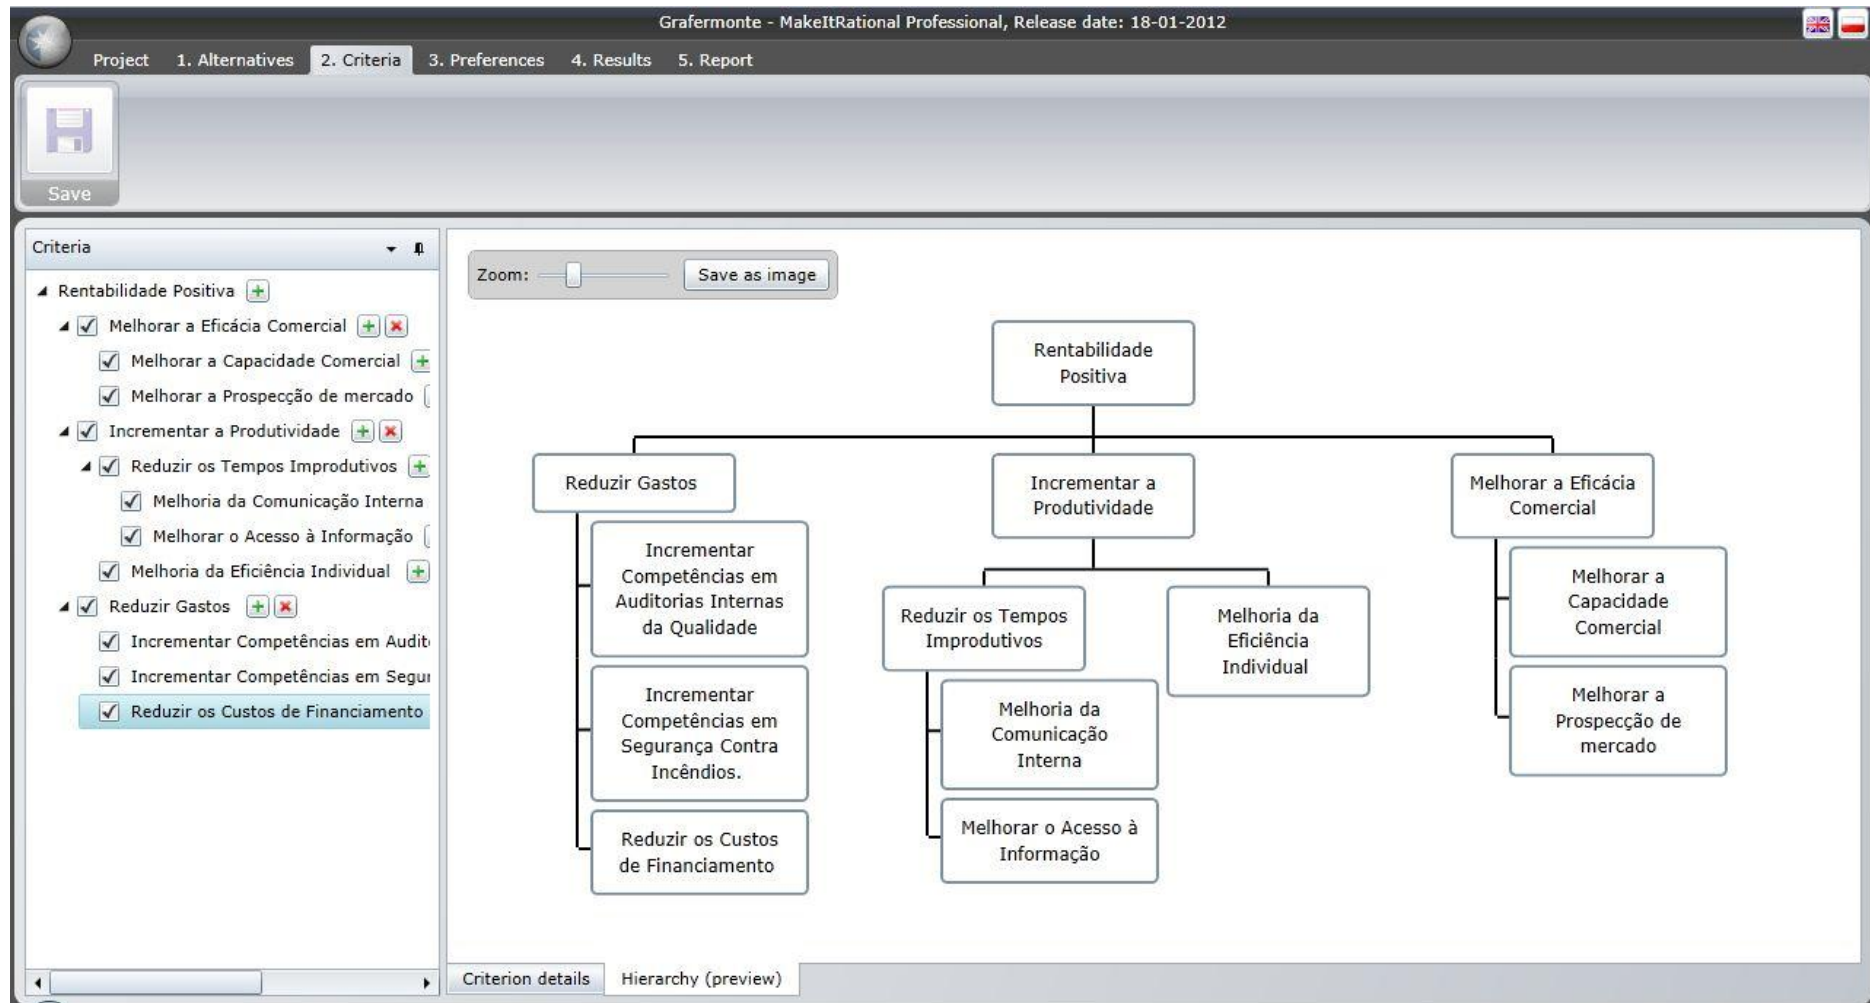 Grafermonte - MakeItRational Professional, Release date: 18-01-2012
Project 1. Alternatives 2. Criteria 3. Preferences 4. Results 5. Report
Save
Criteria
Rentabilidade Positiva
Melhorar a Eficácia Comercial
Melhorar a Capacidade Comercial
Melhorar a Prospecção de mercado
Incrementar a Produtividade
Reduzir os Tempos Improdutivos
Melhoria da Comunicação Interna
Melhorar o Acesso à Informação
Melhoria da Eficiência Individual
Reduzir Gastos
Incrementar Competências em Audit
Incrementar Competências em Segu
Reduzir os Custos de Financiamento
Zoom:
Save as image
Rentabilidade
Positiva
Reduzir Gastos
Incrementar
Competências em
Auditorias Internas
da Qualidade
Incrementar
Competências em
Segurança Contra
Incêndios.
Reduzir os Custos
de Financiamento
Incrementar a
Produtividade
Reduzir os Tempos
Improdutivos
Melhoria da
Comunicação
Interna
Melhorar o Acesso à
Informação
Melhoria da
Eficiência
Individual
Melhorar a Eficácia
Comercial
Melhorar a
Capacidade
Comercial
Melhorar a
Prospecção de
mercado
Criterion details Hierarchy (preview)